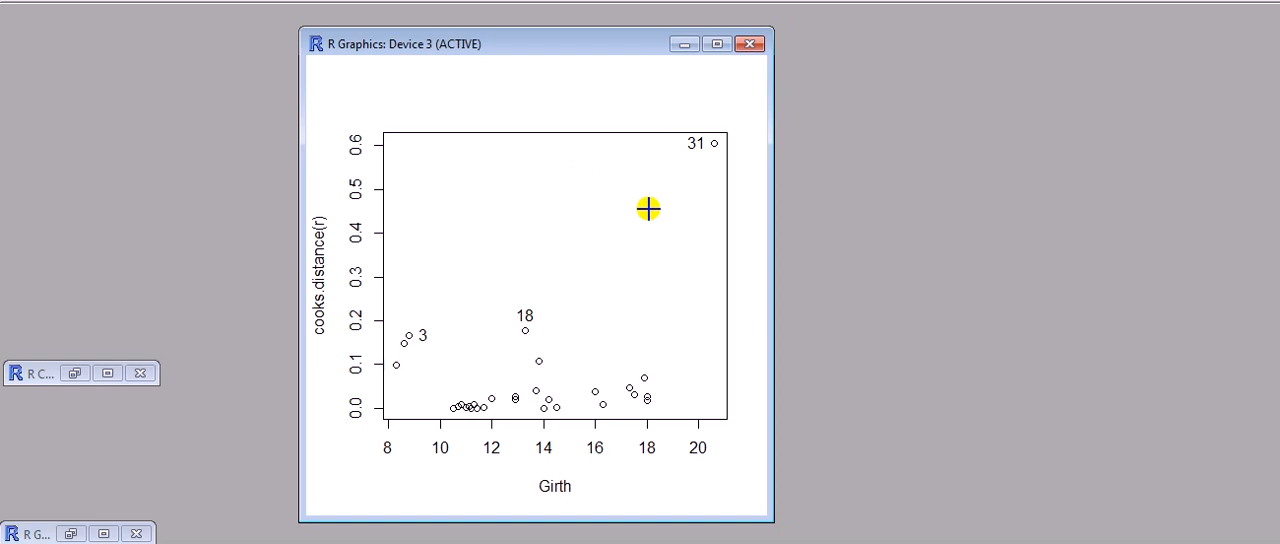 R Graphics: Device 3 (ACTIVE)
0.6
0.5
0.4
0.3
0.2
0.1
0.0
cooks.distance(r)
31
18
3
8 10 12 14 16 18 20
Girth
R C...
R G...